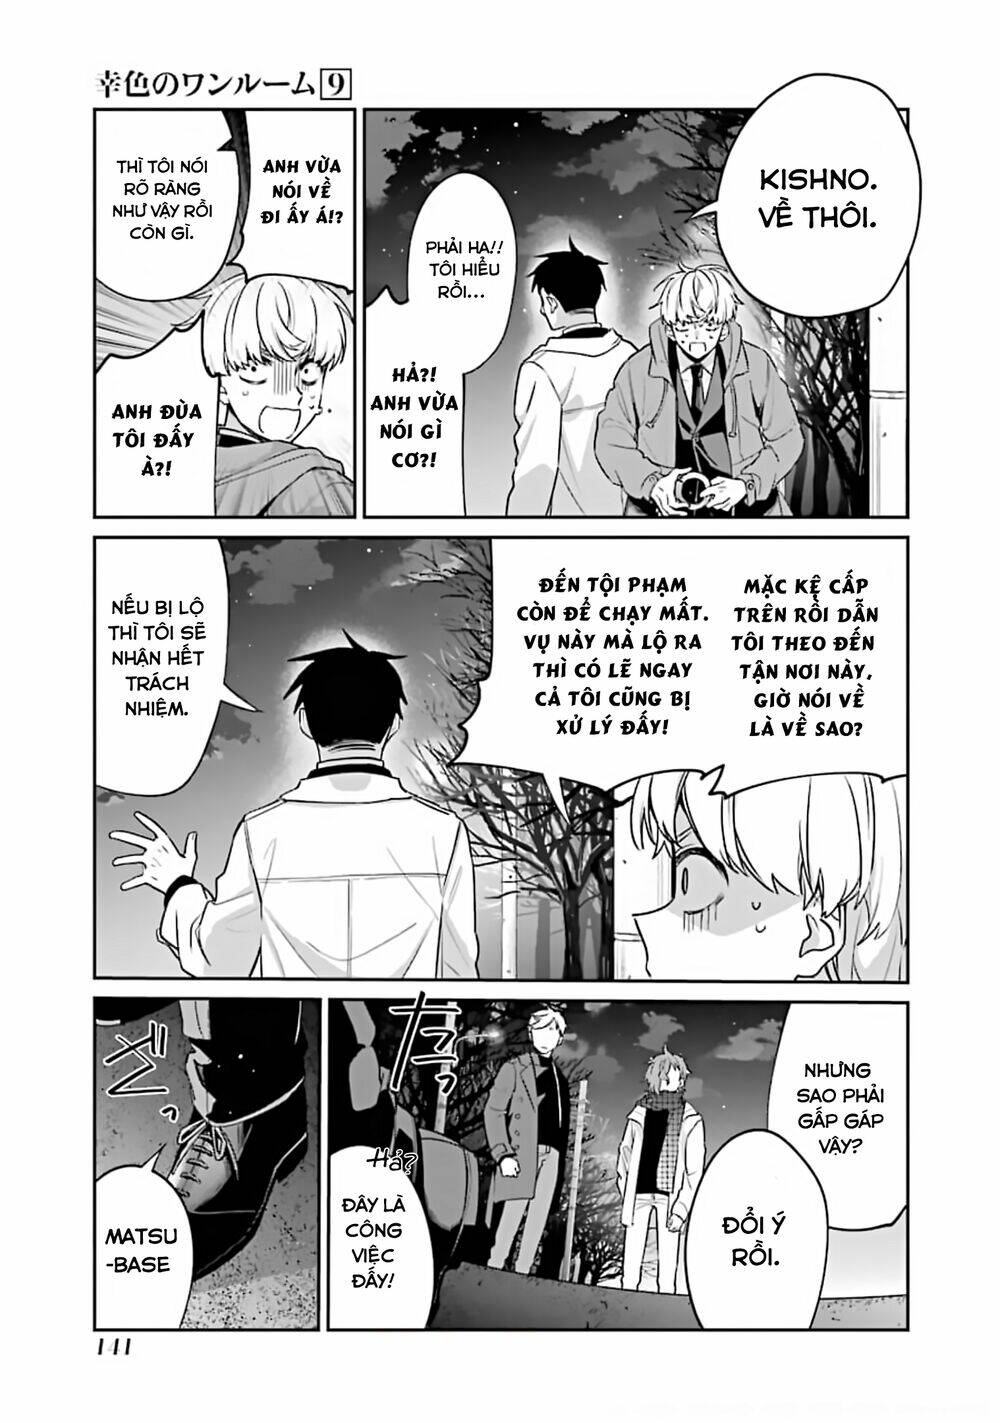 幸色のワンルーム 9
KISHNO.
VỀ THÔI.
PHẢI HA!!
TÔI HIỂU
RỒI...
HẢ?!
ANH VỪA
NÓI GÌ
CƠ?!
ANH VỪA
NÓI VỀ
ĐI ẤY Á!?
THÌ TÔI NÓI
RÕ RÀNG
NHƯ VẬY RỒI
CÒN GÌ.
ANH ĐÙA
TÔI ĐẤY
À?!
MẶC KỆ CẤP
TRÊN RỒI DẪN
TÔI THEO ĐẾN
TẬN NƠI NÀY,
GIỜ NÓI VỀ
LÀ VỀ SAO?
ĐẾN TỘI PHẠM
CÒN ĐỂ CHẠY MẤT.
VỤ NÀY MÀ LỘ RA
THÌ CÓ LẼ NGAY
CẢ TÔI CŨNG BỊ
XỬ LÝ ĐẤY!
NẾU BỊ LỘ
THÌ TÔI SẼ
NHẬN HẾT
TRÁCH
NHIỆM.
NHƯNG
SAO PHẢI
GẤP GÁP
VẬY?
ĐỔI Ý
RỒI.
たっ
Hả?
ĐÂY LÀ
CÔNG
VIỆC
ĐẤY!
MATSU
-BASE
141